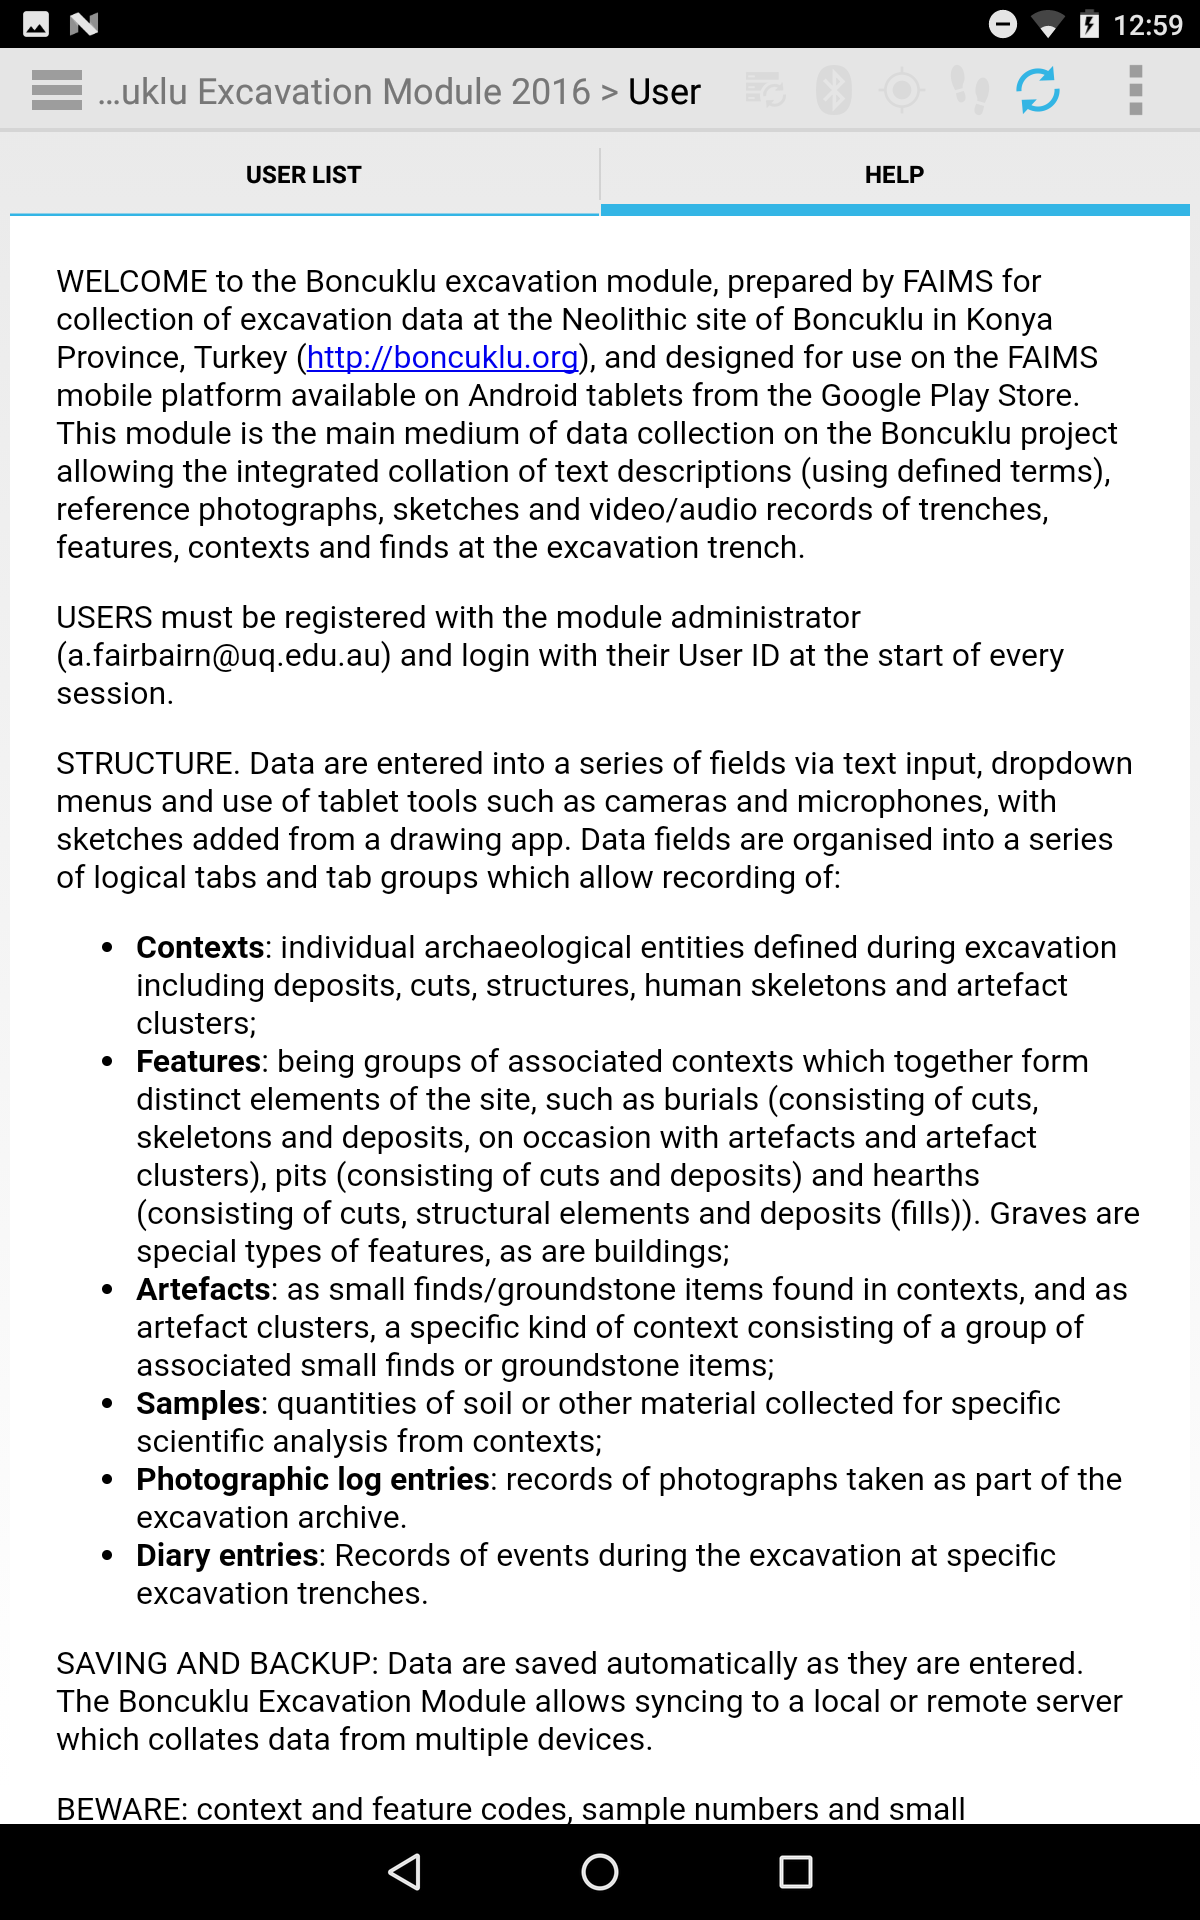 12:59
...uklu Excavation Module 2016 > User
USER LIST
HELP
WELCOME to the Boncuklu excavation module, prepared by FAIMS for
collection of excavation data at the Neolithic site of Boncuklu in Konya
Province, Turkey (http://boncuklu.org), and designed for use on the FAIMS
mobile platform available on Android tablets from the Google Play Store.
This module is the main medium of data collection on the Boncuklu project
allowing the integrated collation of text descriptions (using defined terms),
reference photographs, sketches and video/audio records of trenches,
features, contexts and finds at the excavation trench.
USERS must be registered with the module administrator
(a.fairbairn@uq.edu.au) and login with their User ID at the start of every
session.
STRUCTURE. Data are entered into a series of fields via text input, dropdown
menus and use of tablet tools such as cameras and microphones, with
sketches added from a drawing app. Data fields are organised into a series
of logical tabs and tab groups which allow recording of:
• Contexts: individual archaeological entities defined during excavation
including deposits, cuts, structures, human skeletons and artefact
clusters;
• Features: being groups of associated contexts which together form
distinct elements of the site, such as burials (consisting of cuts,
skeletons and deposits, on occasion with artefacts and artefact
clusters), pits (consisting of cuts and deposits) and hearths
(consisting of cuts, structural elements and deposits (fills)). Graves are
special types of features, as are buildings;
• Artefacts: as small finds/groundstone items found in contexts, and as
artefact clusters, a specific kind of context consisting of a group of
associated small finds or groundstone items;
• Samples: quantities of soil or other material collected for specific
scientific analysis from contexts;
• Photographic log entries: records of photographs taken as part of the
excavation archive.
• Diary entries: Records of events during the excavation at specific
excavation trenches.
SAVING AND BACKUP: Data are saved automatically as they are entered.
The Boncuklu Excavation Module allows syncing to a local or remote server
which collates data from multiple devices.
BEWARE: context and feature codes, sample numbers and small